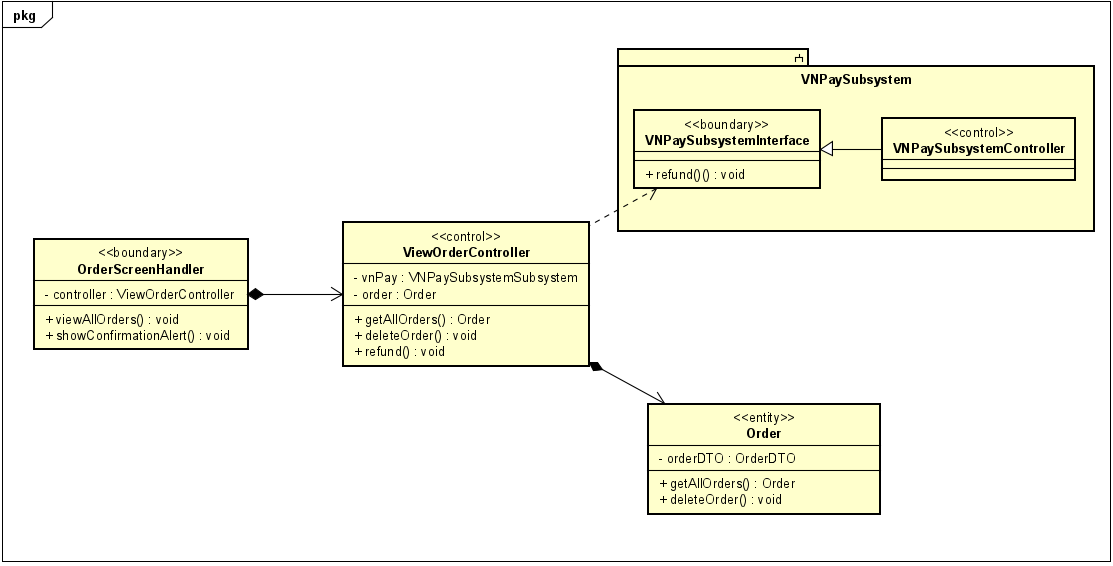 pkg
VNPaySubsystem
<<boundary>>
VNPaySubsystemInterface
+ refund()() : void
<<control>>
VNPaySubsystemController
<<boundary>>
OrderScreenHandler
- controller : ViewOrderController
+ viewAllOrders() : void
+ showConfirmationAlert() : void
<<control>>
ViewOrderController
- vnPay : VNPaySubsystemSubsystem
- order : Order
+ getAllOrders() : Order
+ deleteOrder() : void
+ refund() : void
<<entity>>
Order
- orderDTO : OrderDTO
+ getAllOrders() : Order
+ deleteOrder() : void